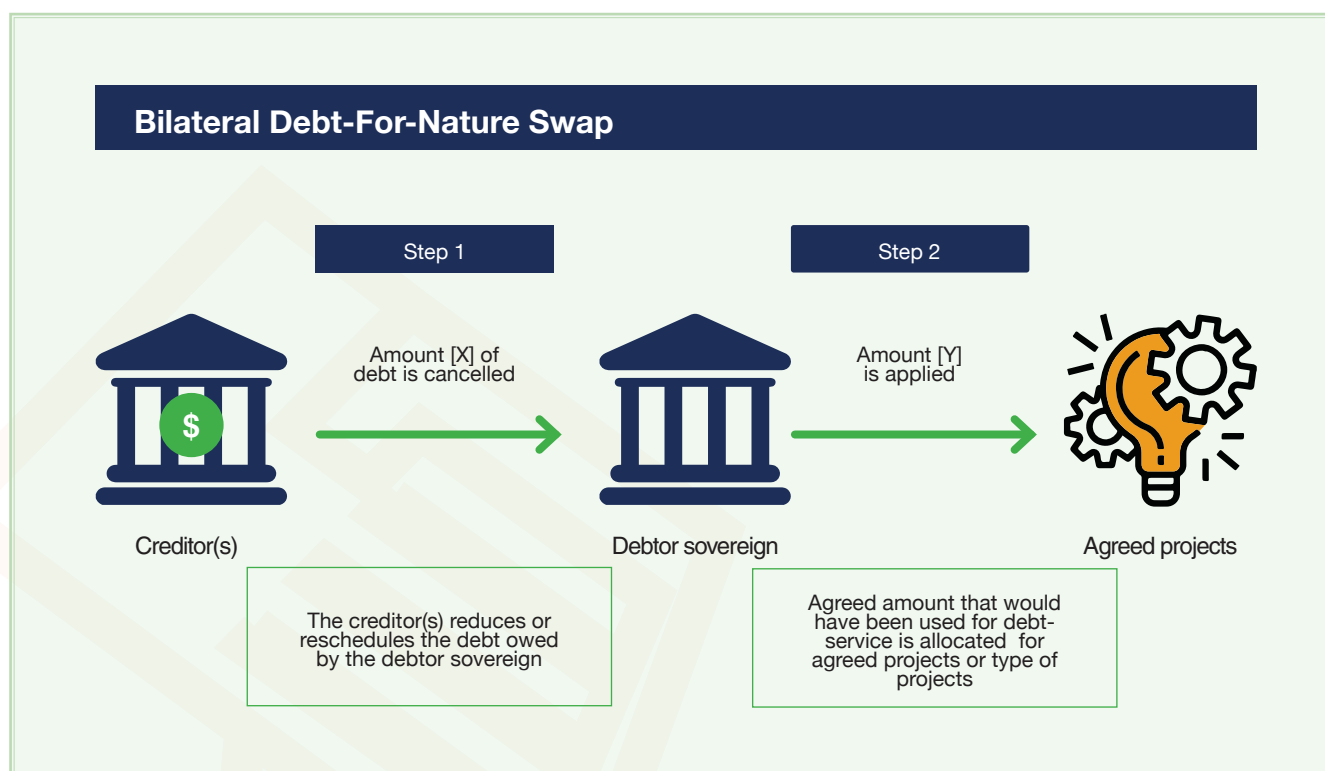 Bilateral Debt-For-Nature Swap
Step 1
Step 2
Amount [X] of
debt is cancelled
Amount [Y]
is applied
$
Creditor(s)
Debtor sovereign
Agreed projects
The creditor(s) reduces or
reschedules the debt owed
by the debtor sovereign
Agreed amount that would
have been used for debt-
service is allocated  for
agreed projects or type of
projects